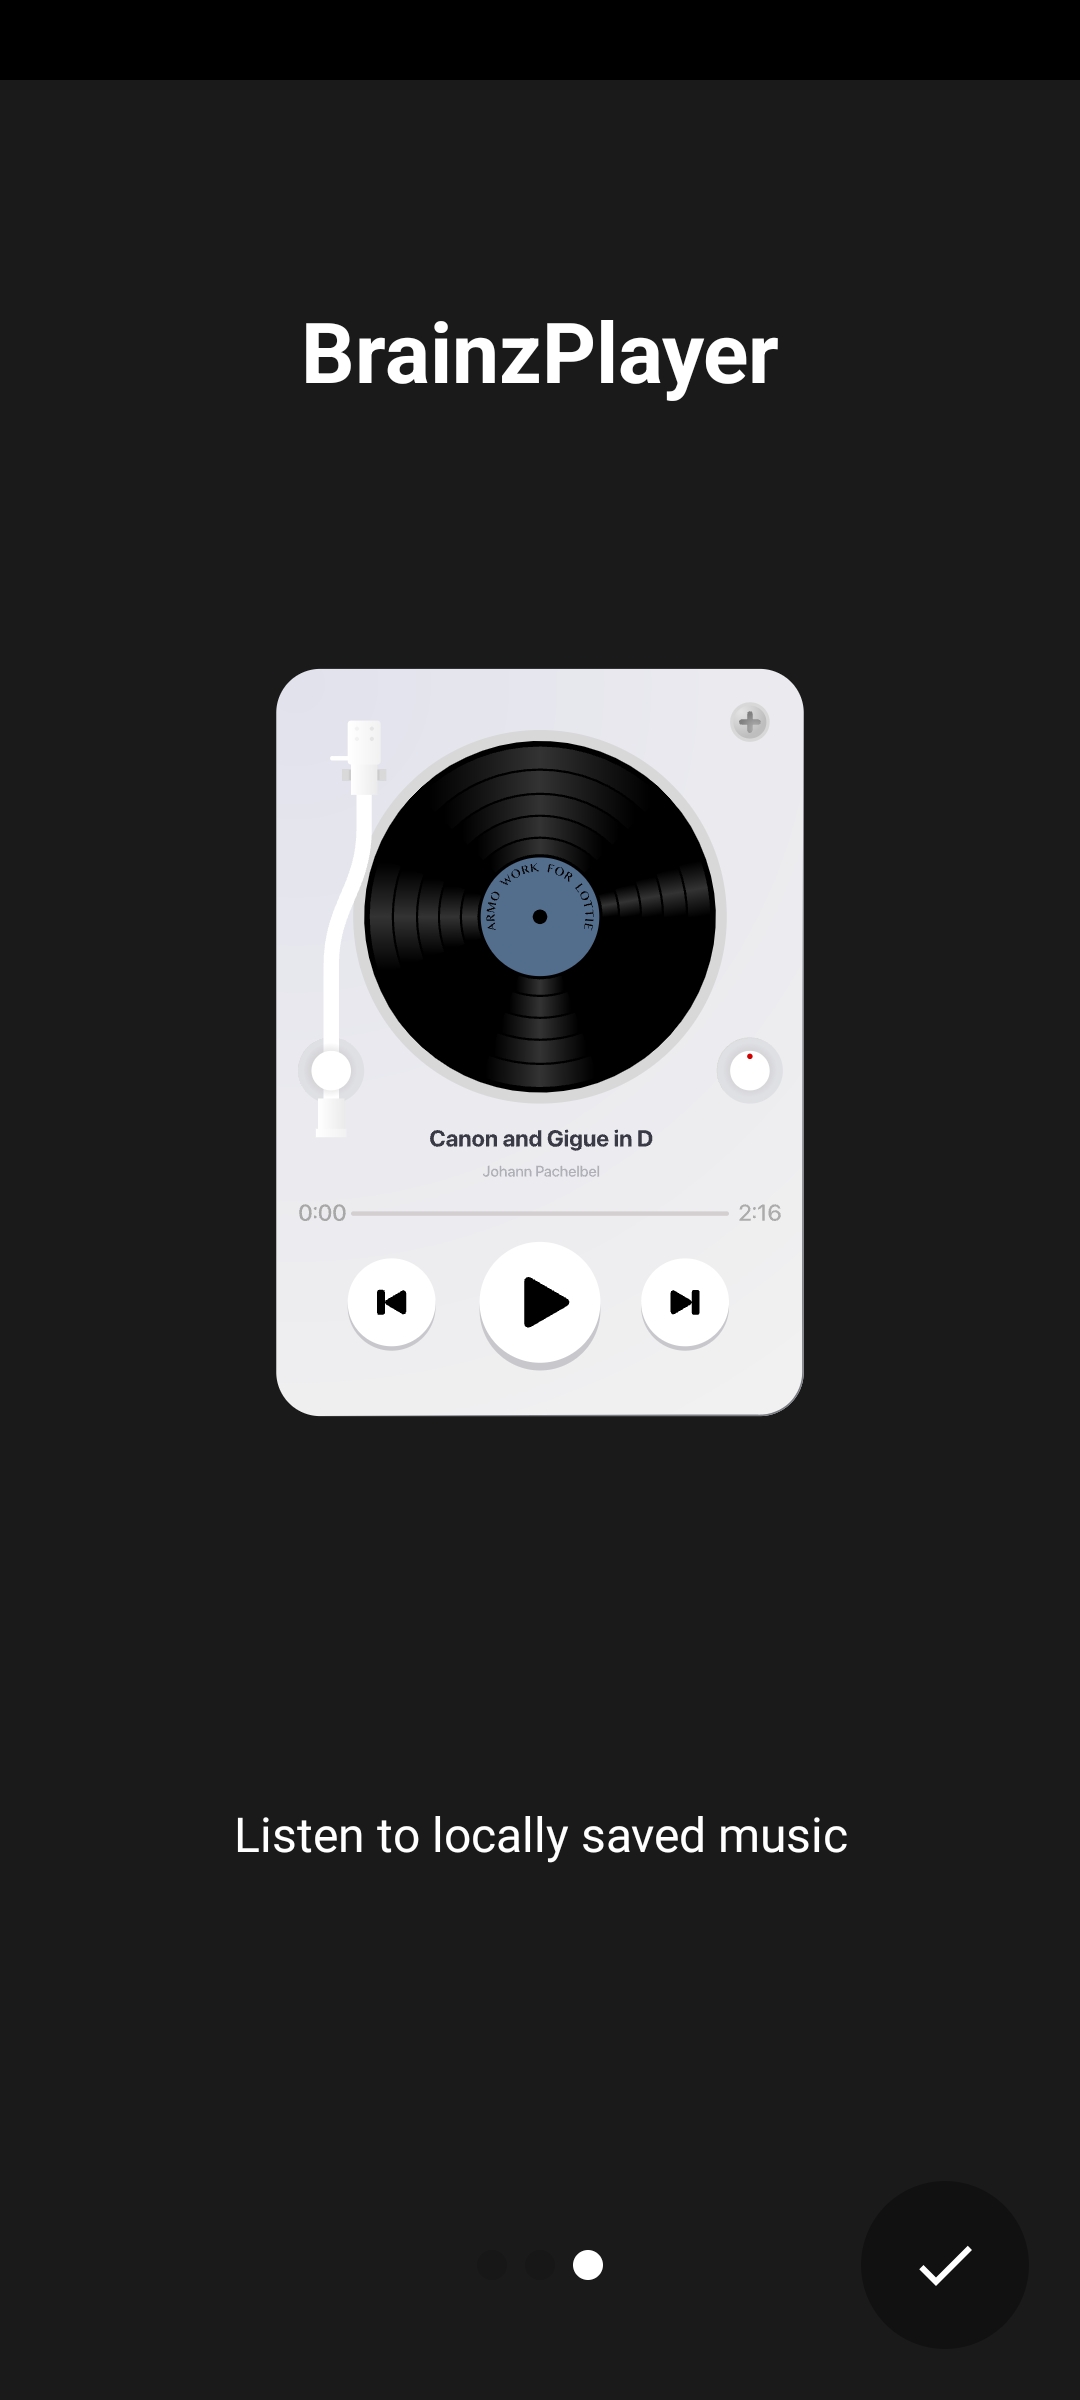 BrainzPlayer
ARMO WORK FOR LOTTIE
Canon and Gigue in D
Johann Pachelbel
0:00 2:16
Listen to locally saved music